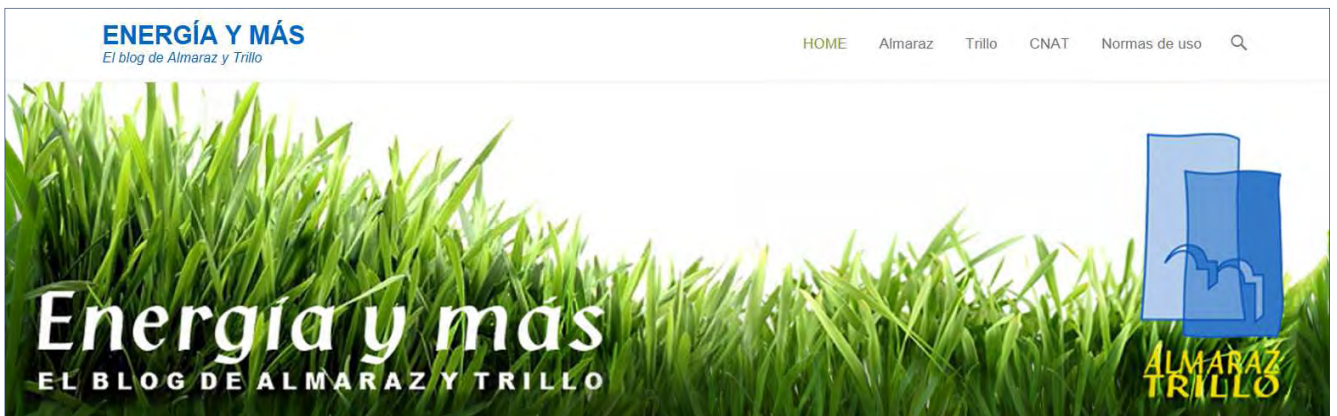 ENERGÍA Y MÁS
El blog de Almaraz y Trillo
HOME Almaraz Trillo CNAT Normas de uso
Energía y más
EL BLOG DE ALMARAZ Y TRILLO
ALMARAZ
TRILLO